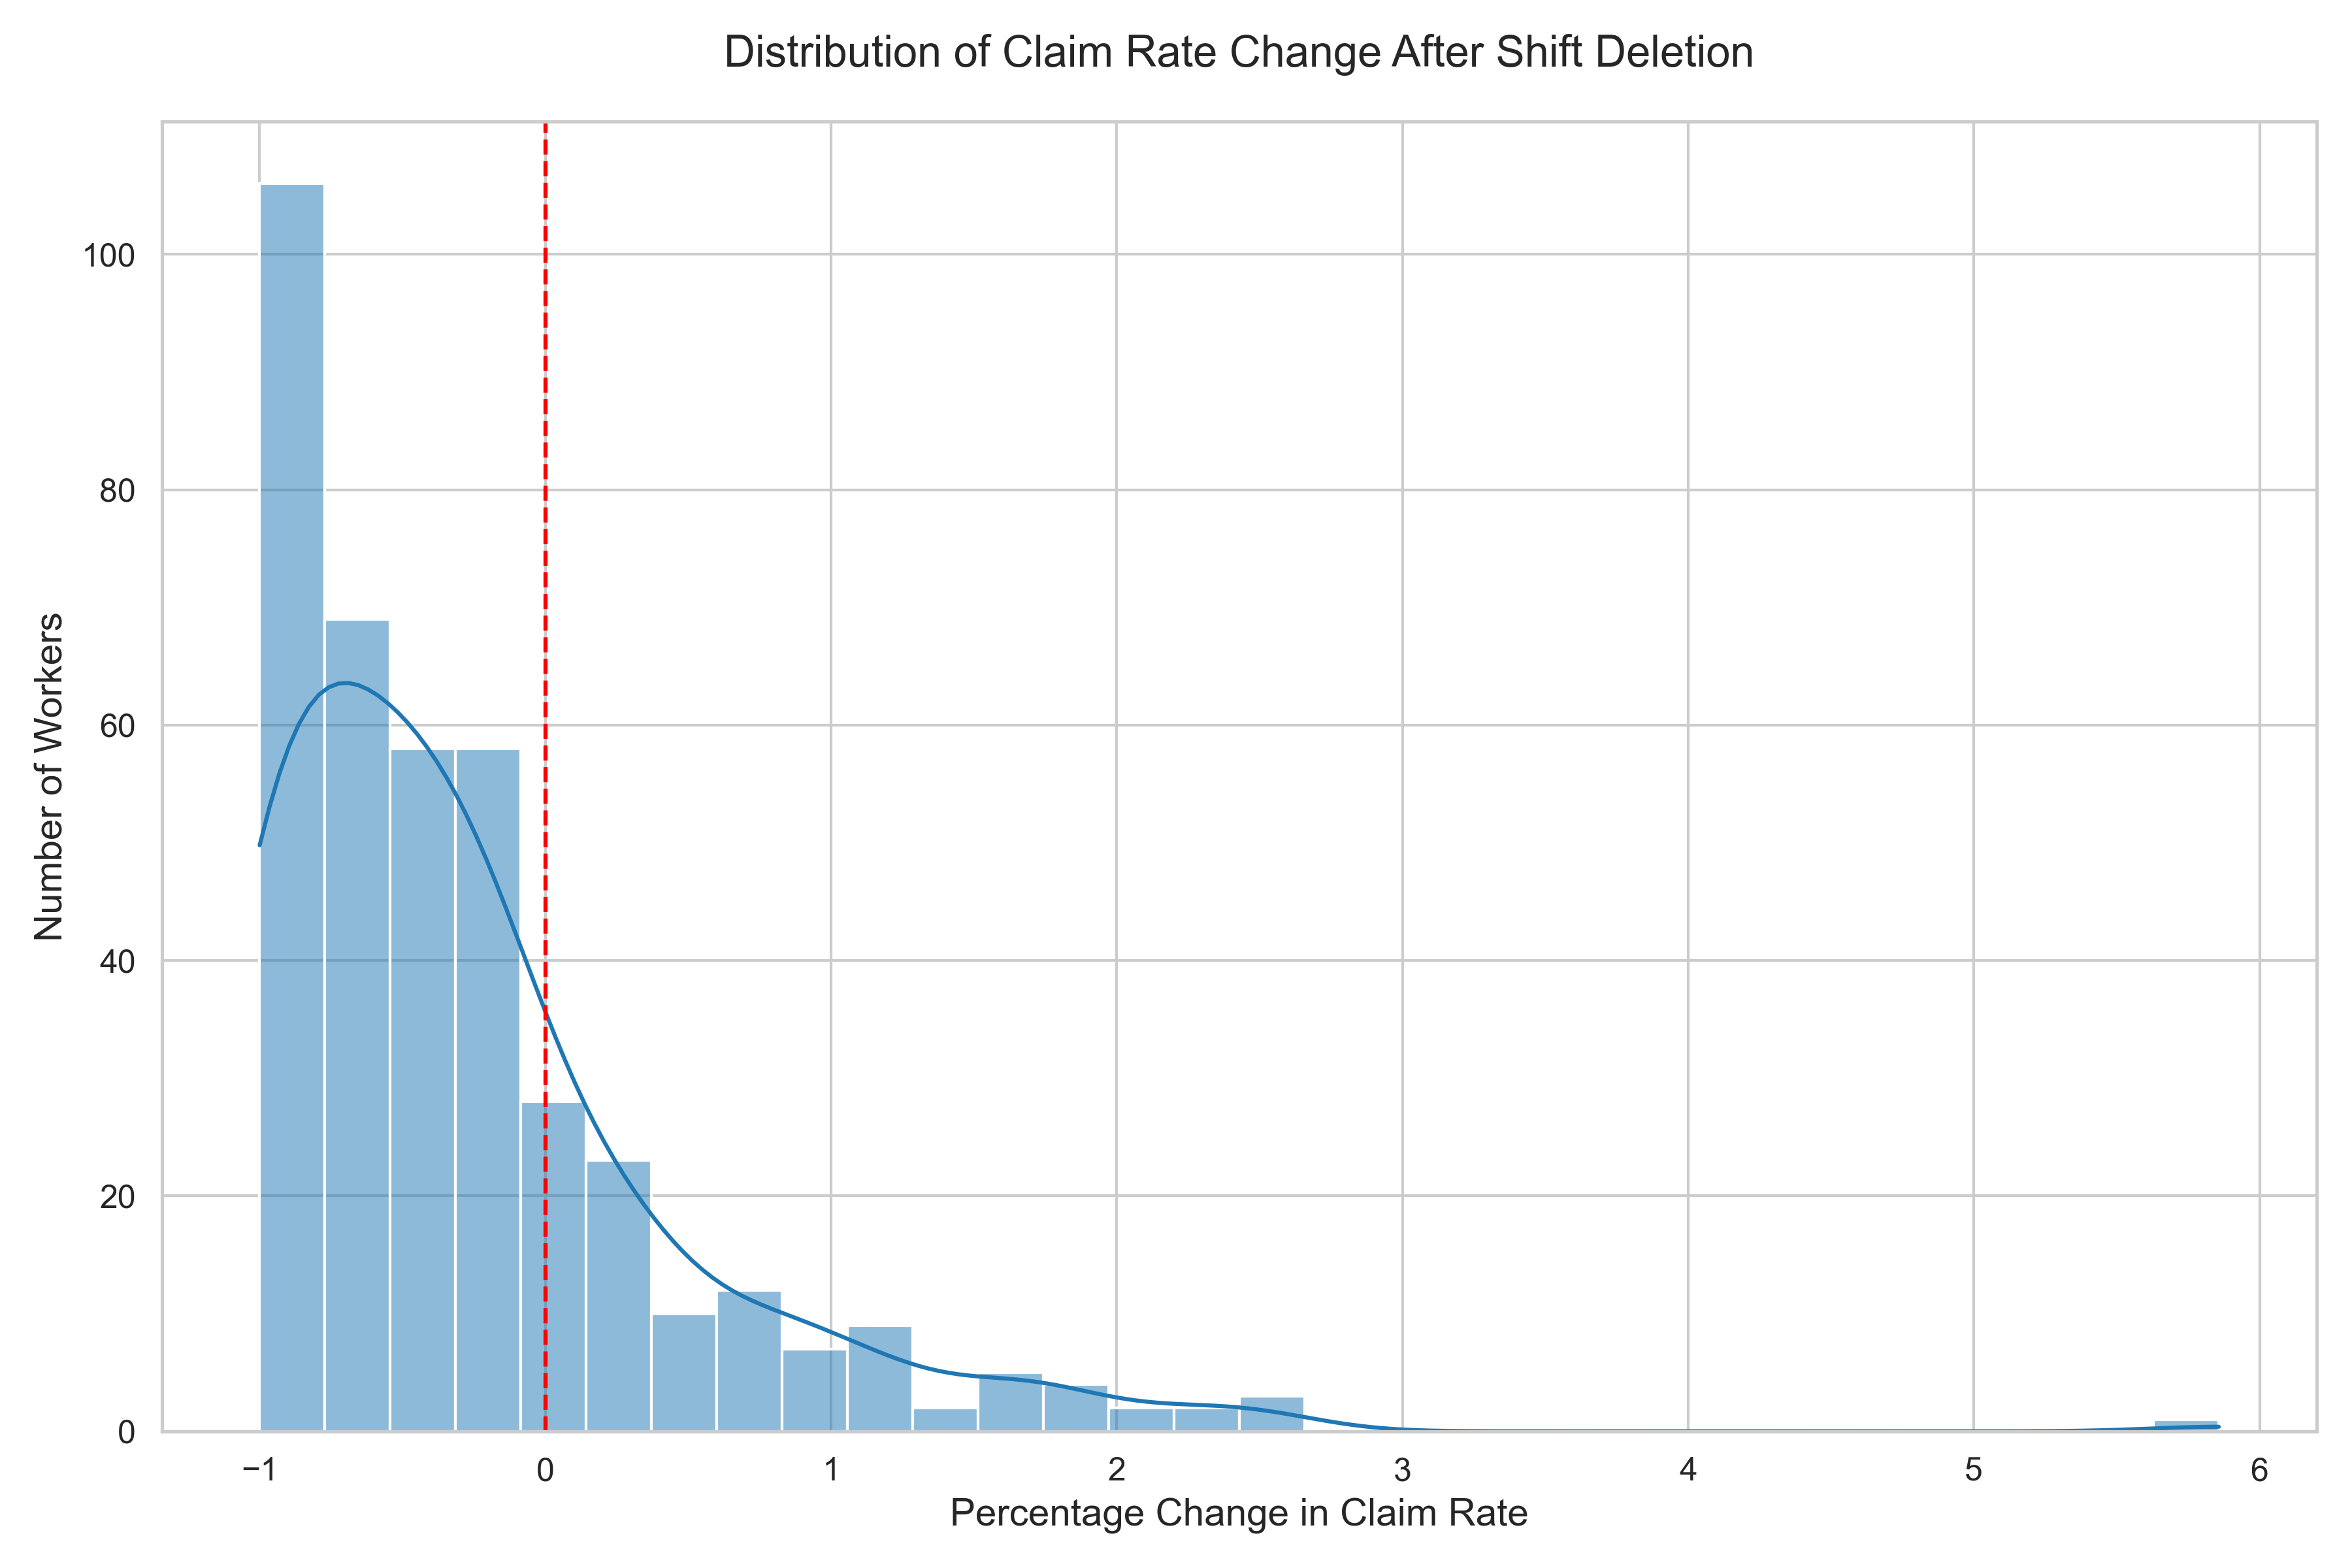 Distribution of Claim Rate Change After Shift Deletion
Number of Workers
100
80
60
40
20
0
−1 0 1 2 3 4 5 6
Percentage Change in Claim Rate